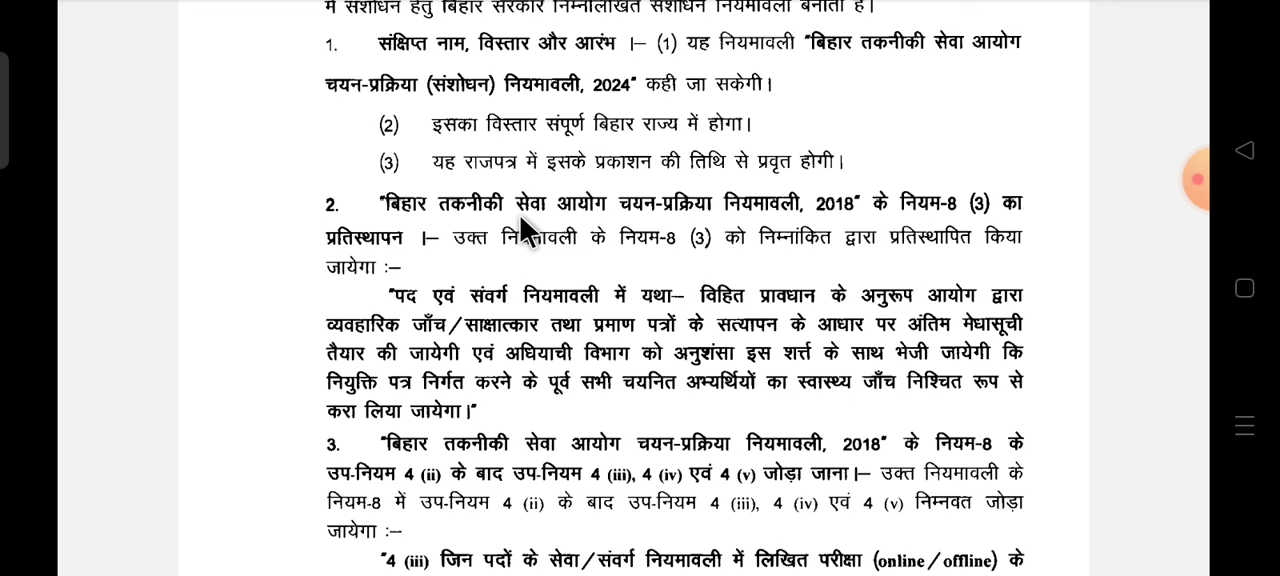 में संशोधन हेतु बिहार सरकार निम्नलिखित संशोधन नियमावली बनाती है।
1. संक्षिप्त नाम, विस्तार और आरंभ ।– (1) यह नियमावली "बिहार तकनीकी सेवा आयोग
चयन-प्रक्रिया (संशोधन) नियमावली, 2024" कही जा सकेगी।
(2) इसका विस्तार संपूर्ण बिहार राज्य में होगा।
(3) यह राजपत्र में इसके प्रकाशन की तिथि से प्रवृत होगी।
2. "बिहार तकनीकी सेवा आयोग चयन-प्रक्रिया नियमावली, 2018" के नियम-8 (3) का
प्रतिस्थापन ।– उक्त नियमावली के नियम-8 (3) को निम्नांकित द्वारा प्रतिस्थापित किया
जायेगा :–
"पद एवं संवर्ग नियमावली में यथा– विहित प्रावधान के अनुरूप आयोग द्वारा
व्यवहारिक जाँच/साक्षात्कार तथा प्रमाण पत्रों के सत्यापन के आधार पर अंतिम मेधासूची
तैयार की जायेगी एवं अधियाची विभाग को अनुशंसा इस शर्त्त के साथ भेजी जायेगी कि
नियुक्ति पत्र निर्गत करने के पूर्व सभी चयनित अभ्यर्थियों का स्वास्थ्य जाँच निश्चित रूप से
करा लिया जायेगा।"
3. "बिहार तकनीकी सेवा आयोग चयन-प्रक्रिया नियमावली, 2018" के नियम-8 के
उप-नियम 4 (ii) के बाद उप-नियम 4 (iii), 4 (iv) एवं 4 (v) जोड़ा जाना।– उक्त नियमावली के
नियम-8 में उप-नियम 4 (ii) के बाद उप-नियम 4 (iii), 4 (iv) एवं 4 (v) निम्नवत जोड़ा
जायेगा :–
"4 (iii) जिन पदों के सेवा/संवर्ग नियमावली में लिखित परीक्षा (online/offline) के